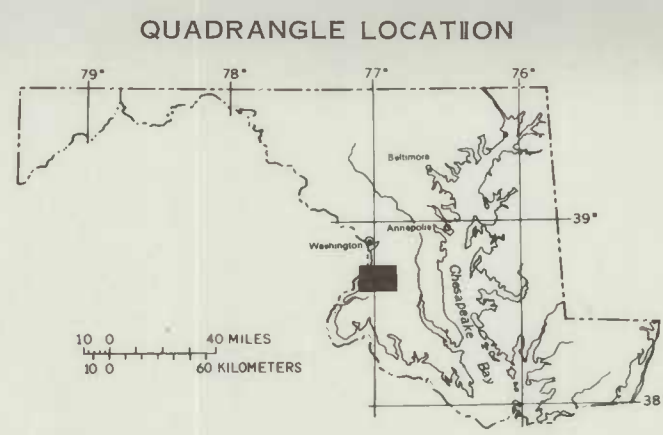 QUADRANGLE LOCATION
79° 78° 77° 76°
Baltimore
39°
Annapolis
Washington
Chesapeake
Bay
10 0 40 MILES
10 0 60 KILOMETERS
38